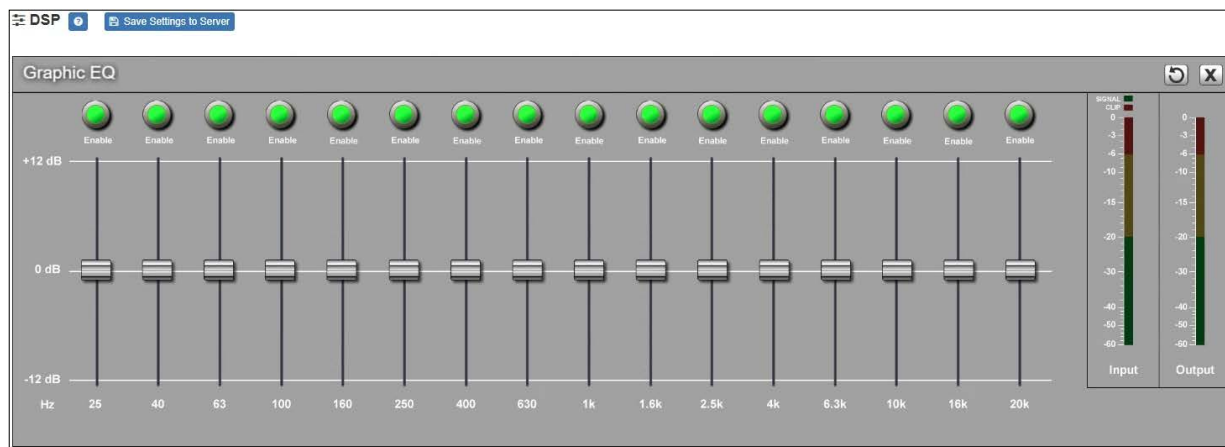 DSP ? Save Settings to Server
Graphic EQ X
SIGNAL
CLIP
Enable Enable Enable Enable Enable Enable Enable Enable Enable Enable Enable Enable Enable Enable Enable Enable
+12 dB
0 dB
-12 dB
Hz 25 40 63 100 160 250 400 630 1k 1.6k 2.5k 4k 6.3k 10k 16k 20k
0 0
-3 -3
-6 -6
-10 -10
-15 -15
-20 -20
-30 -30
-40 -40
-50 -50
-60 -60
Input Output